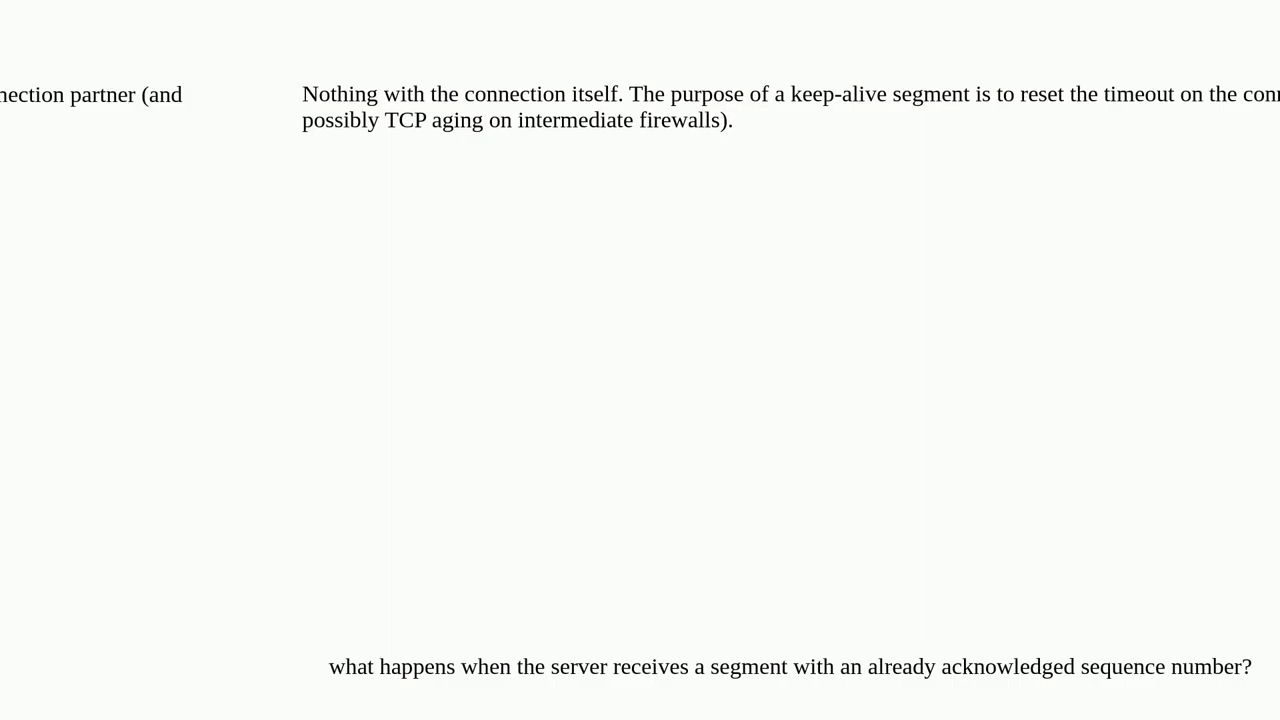 nection partner (and
Nothing with the connection itself. The purpose of a keep-alive segment is to reset the timeout on the conn
possibly TCP aging on intermediate firewalls).
what happens when the server receives a segment with an already acknowledged sequence number?